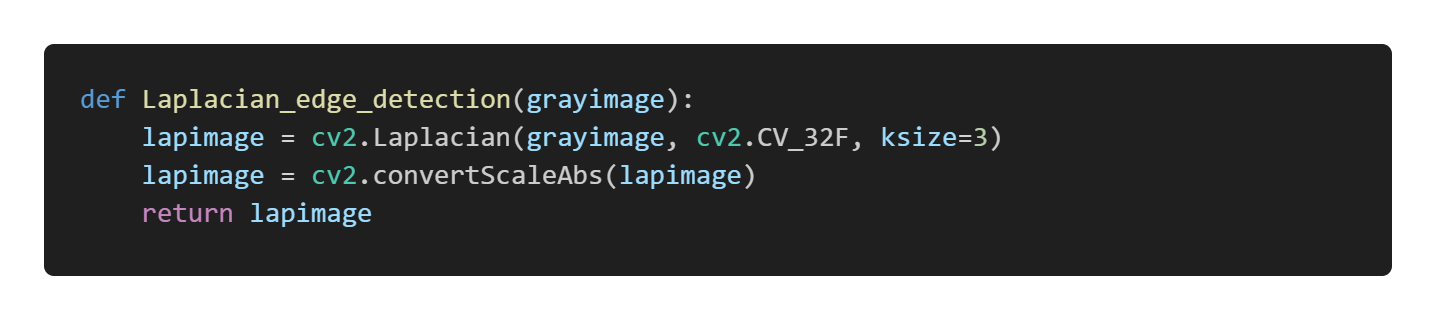 def Laplacian_edge_detection(grayimage):
    lapimage = cv2.Laplacian(grayimage, cv2.CV_32F, ksize=3)
    lapimage = cv2.convertScaleAbs(lapimage)
    return lapimage